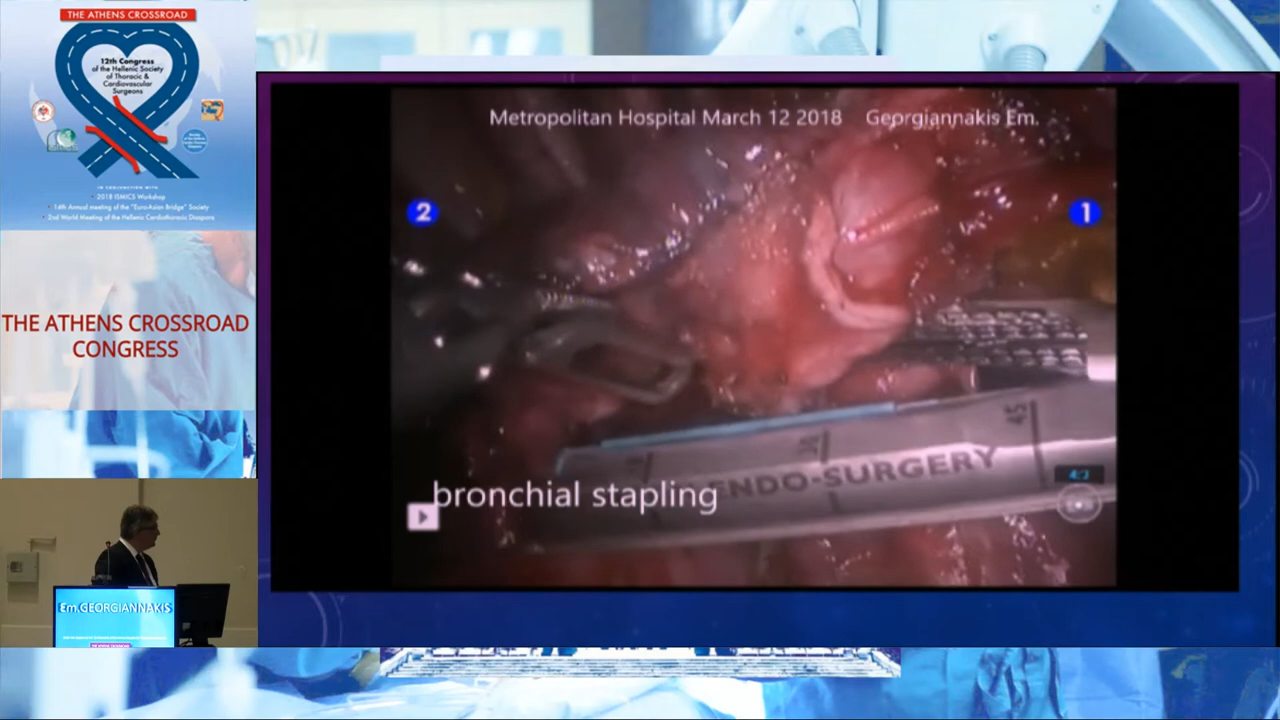 THE ATHENS CROSSROAD
12th Congress
of the Hellenic Society
of Thoracic &
Cardiovascular
Surgeons
IN CONJUNCTION WITH
• 2018 ISMICS Workshop
• 14th Annual meeting of the "Euro-Asian Bridge" Society
• 2nd World Meeting of the Hellenic Cardiothoracic Diaspora
THE ATHENS CROSSROAD
CONGRESS
Em.GEORGIANNAKIS
Metropolitan Hospital March 12 2018 Georgiannakis Em.
2
1
45
ENDO-SURGERY
bronchial stapling